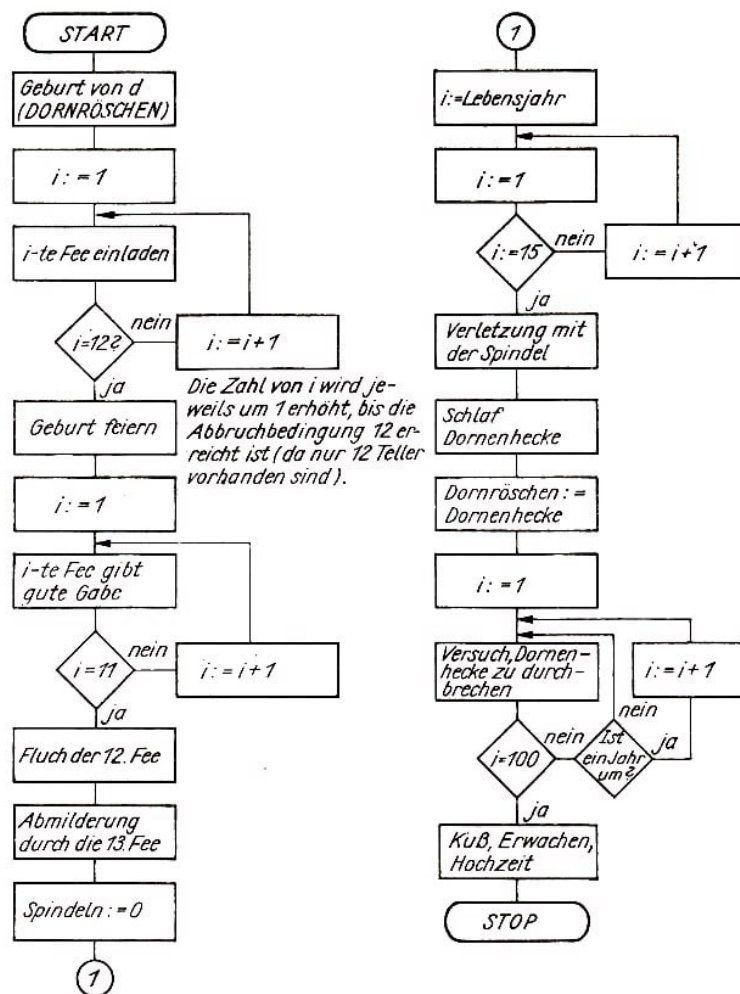 START
Geburt von d
(DORNRÖSCHEN)
i:=1
i-te Fee einladen
i=12?
nein
i:=i+1
ja
Die Zahl von i wird je-
weils um 1 erhöht, bis die
Abbruchbedingung 12 er-
reicht ist (da nur 12 Teller
vorhanden sind).
Geburt feiern
i:=1
i-te Fee gibt
gute Gabe
i=11
nein
i:=i+1
ja
Fluch der 12. Fee
Abmilderung
durch die 13. Fee
Spindeln:=0
1
1
i:=Lebensjahr
i:=1
i:=15
nein
i:=i+1
ja
Verletzung mit
der Spindel
Schlaf
Dornenhecke
Dornröschen:=
Dornenhecke
i:=1
Versuch, Dornen-
hecke zu durch-
brechen
i:=i+1
nein
i=100
nein
Ist
ein Jahr
um?
ja
ja
Kuß, Erwachen,
Hochzeit
STOP